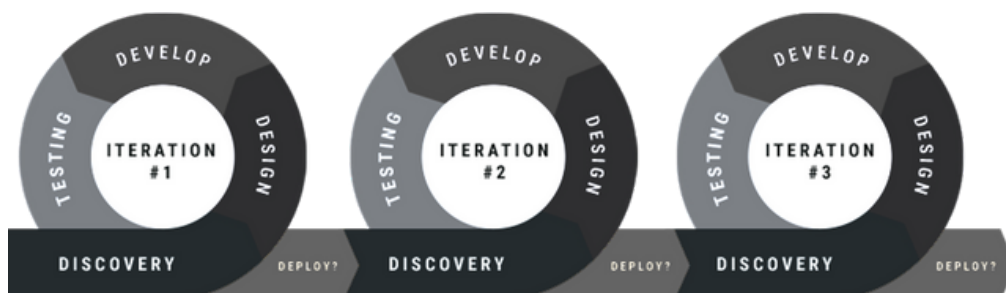 DEVELOP
TESTING
DESIGN
ITERATION
#1
DISCOVERY
DEPLOY?
DEVELOP
TESTING
DESIGN
ITERATION
#2
DISCOVERY
DEPLOY?
DEVELOP
TESTING
DESIGN
ITERATION
#3
DISCOVERY
DEPLOY?